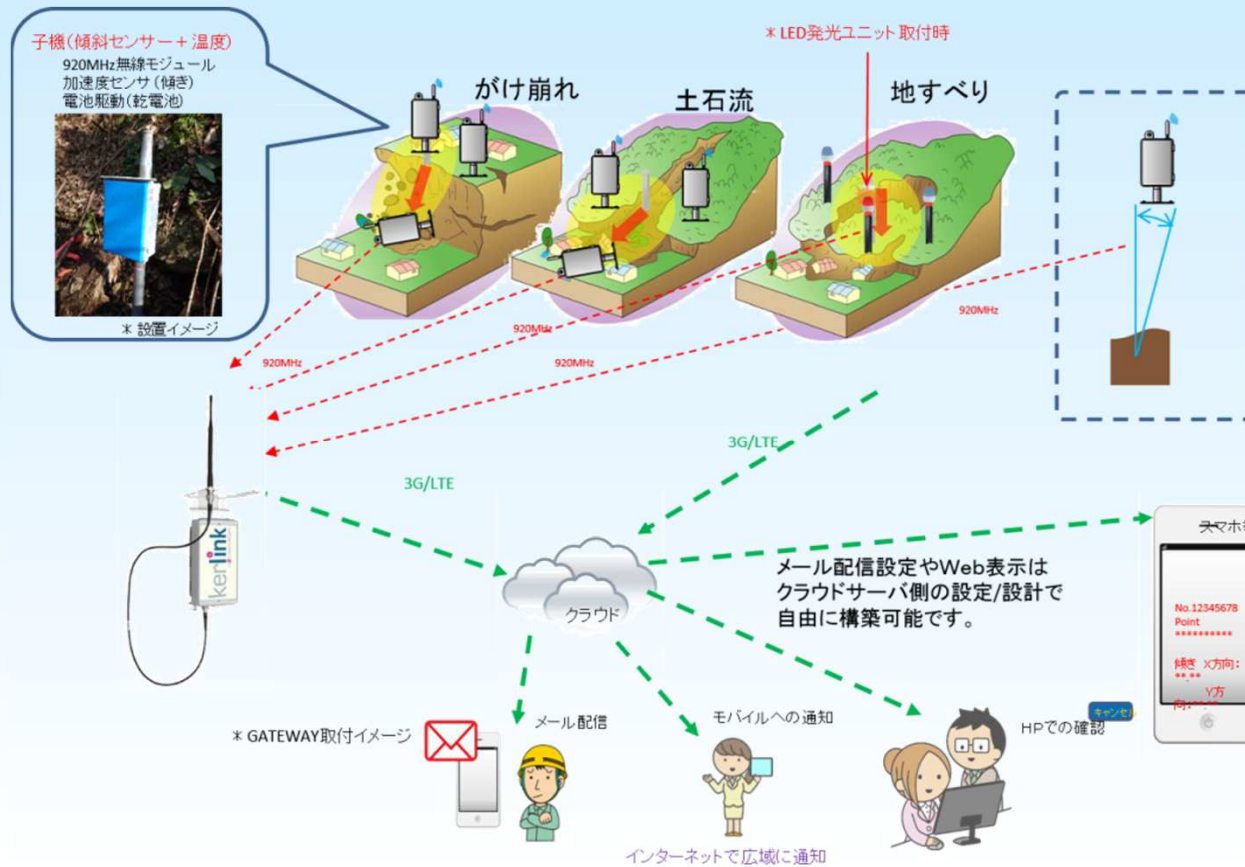 子機(傾斜センサー＋温度)
920MHz無線モジュール
加速度センサ(傾き)
電池駆動(乾電池)
＊設置イメージ
がけ崩れ
土石流
＊LED発光ユニット取付時
地すべり
920MHz
920MHz
920MHz
920MHz
3G/LTE
3G/LTE
kerlink
クラウド
メール配信設定やWeb表示は
クラウドサーバ側の設定/設計で
自由に構築可能です。
スマホ
No.12345678
Point
**********
傾き X方向:
**.**
Y方
向:**.**
＊GATEWAY取付イメージ
メール配信
モバイルへの通知
キャンセル
HPでの確認
インターネットで広域に通知